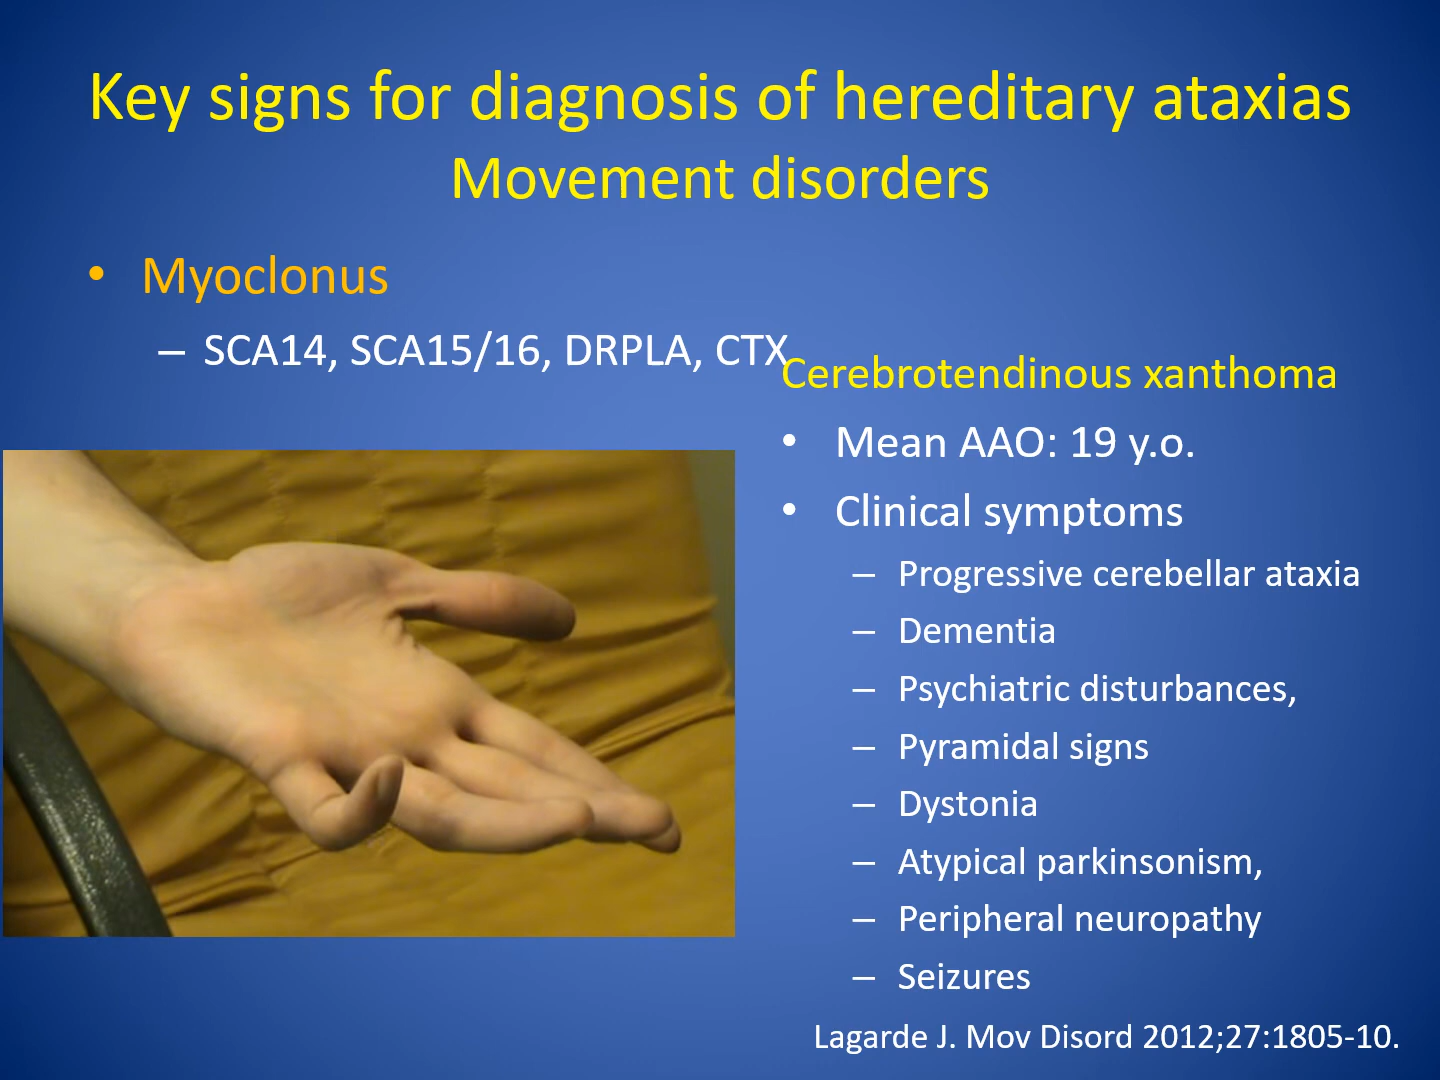 Key signs for diagnosis of hereditary ataxias
Movement disorders
• Myoclonus
– SCA14, SCA15/16, DRPLA, CTX
Cerebrotendinous xanthoma
• Mean AAO: 19 y.o.
• Clinical symptoms
– Progressive cerebellar ataxia
– Dementia
– Psychiatric disturbances,
– Pyramidal signs
– Dystonia
– Atypical parkinsonism,
– Peripheral neuropathy
– Seizures
Lagarde J. Mov Disord 2012;27:1805-10.